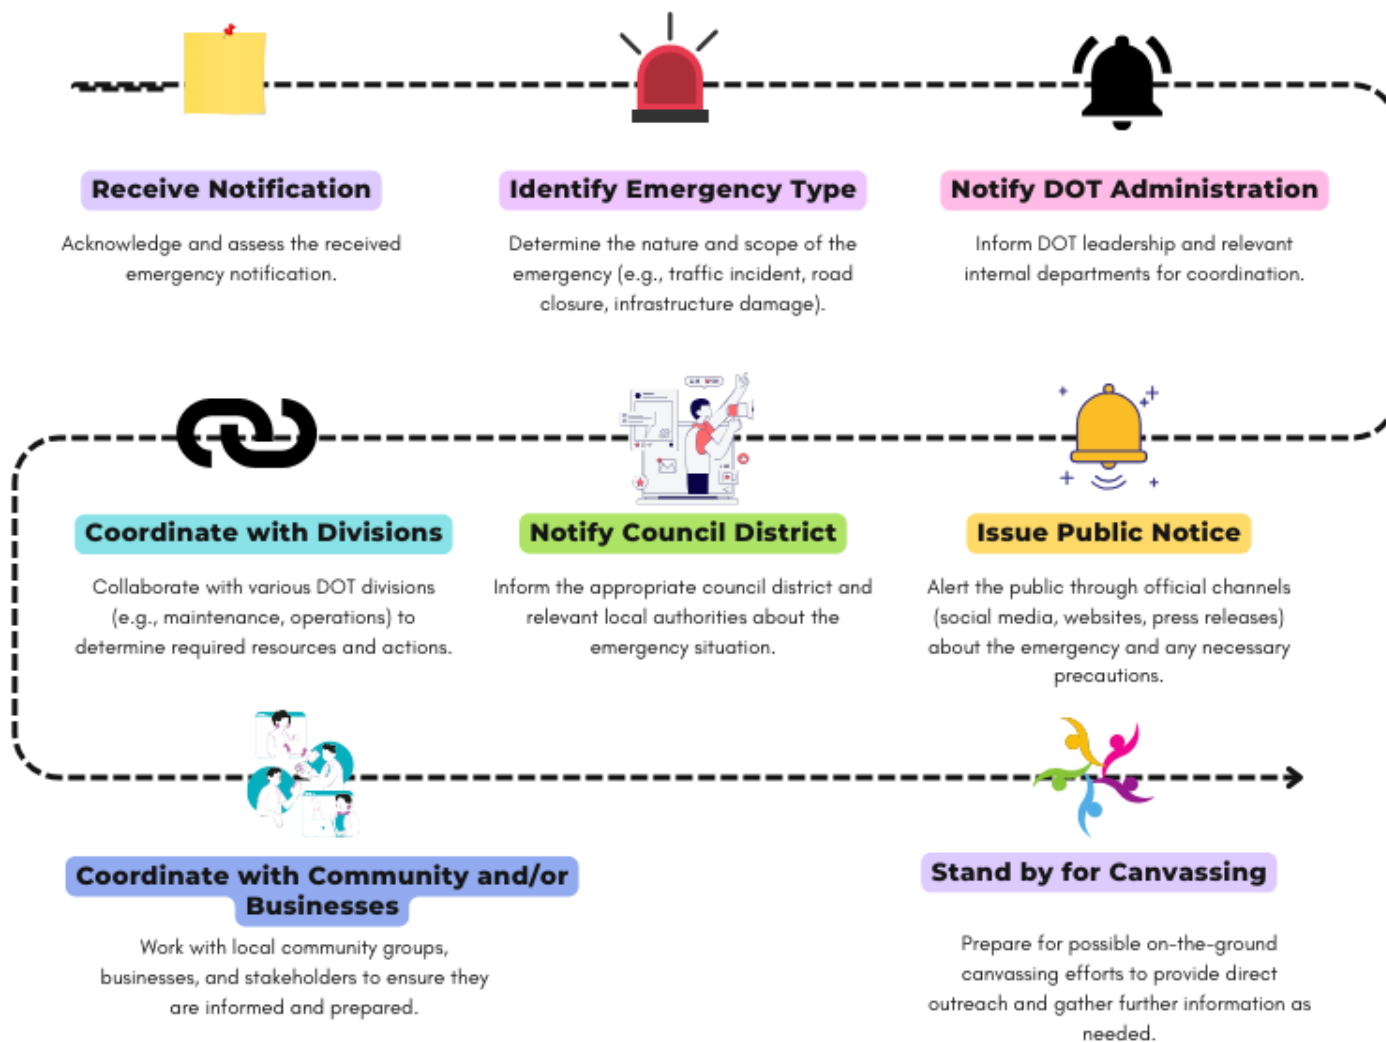 Receive Notification
Acknowledge and assess the received
emergency notification.
Identify Emergency Type
Determine the nature and scope of the
emergency (e.g., traffic incident, road
closure, infrastructure damage).
Notify DOT Administration
Inform DOT leadership and relevant
internal departments for coordination.
Issue Public Notice
Alert the public through official channels
(social media, websites, press releases)
about the emergency and any necessary
precautions.
Notify Council District
Inform the appropriate council district and
relevant local authorities about the
emergency situation.
Coordinate with Divisions
Collaborate with various DOT divisions
(e.g., maintenance, operations) to
determine required resources and actions.
Coordinate with Community and/or
Businesses
Work with local community groups,
businesses, and stakeholders to ensure they
are informed and prepared.
Stand by for Canvassing
Prepare for possible on-the-ground
canvassing efforts to provide direct
outreach and gather further information as
needed.